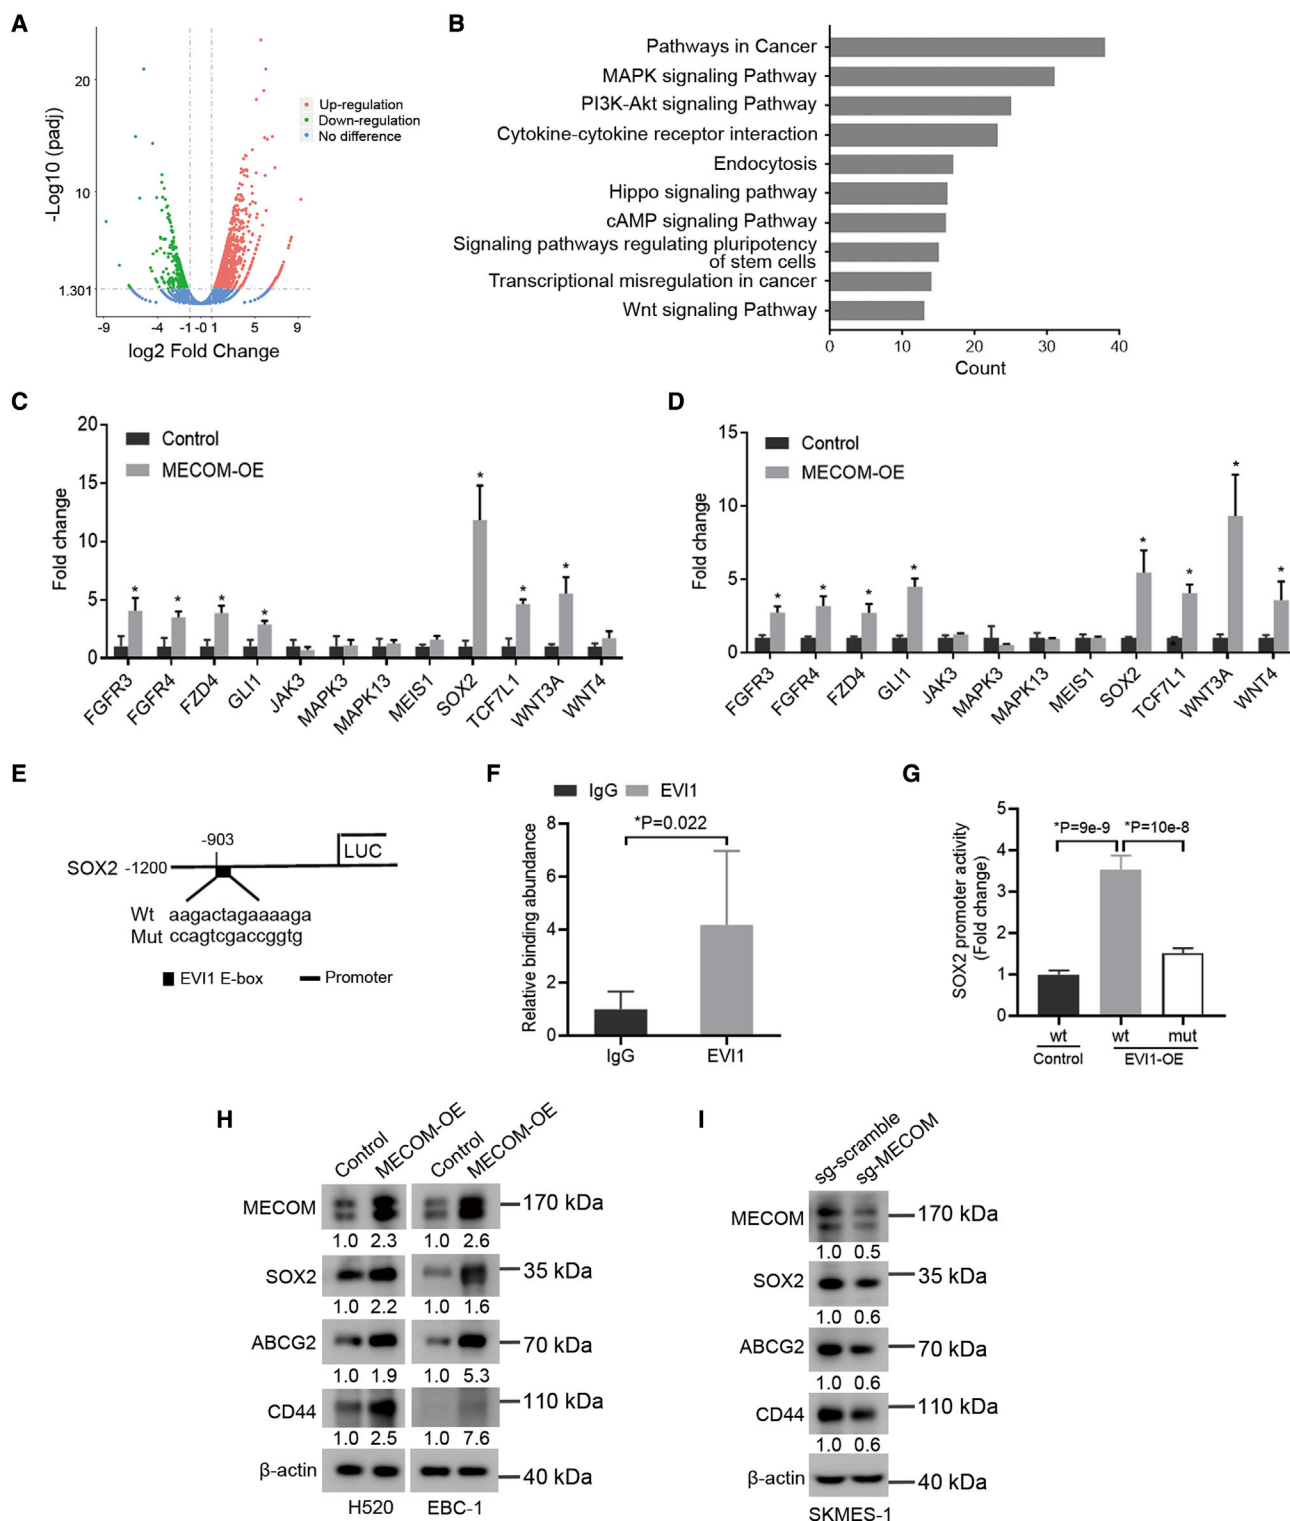 A
-Log10 (padj)
20
10
1.301
-9
-4
-1
-0
1
5
9
log2 Fold Change
Up-regulation
Down-regulation
No difference
B
Pathways in Cancer
MAPK signaling Pathway
PI3K-Akt signaling Pathway
Cytokine-cytokine receptor interaction
Endocytosis
Hippo signaling pathway
cAMP signaling Pathway
Signaling pathways regulating pluripotency
of stem cells
Transcriptional misregulation in cancer
Wnt signaling Pathway
0 10 20 30 40
Count
C
Fold change
20
15
10
5
0
Control
MECOM-OE
* * * * * * *
FGFR3 FGFR4 FZD4 GLI1 JAK3 MAPK3 MAPK13 MEIS1 SOX2 TCF7L1 WNT3A WNT4
D
Fold change
15
10
5
0
Control
MECOM-OE
* * * * * * * *
FGFR3 FGFR4 FZD4 GLI1 JAK3 MAPK3 MAPK13 MEIS1 SOX2 TCF7L1 WNT3A WNT4
E
-903
SOX2 -1200
LUC
Wt aagactagaaaaga
Mut ccagtcgaccggtg
EVI1 E-box
Promoter
F
IgG EVI1
*P=0.022
Relative binding abundance
8
6
4
2
0
IgG EVI1
G
SOX2 promoter activity
(Fold change)
5
4
3
2
1
0
*P=9e-9 *P=10e-8
wt wt mut
Control EVI1-OE
H
Control MECOM-OE Control MECOM-OE
MECOM 170 kDa
1.0 2.3 1.0 2.6
SOX2 35 kDa
1.0 2.2 1.0 1.6
ABCG2 70 kDa
1.0 1.9 1.0 5.3
CD44 110 kDa
1.0 2.5 1.0 7.6
β-actin 40 kDa
H520 EBC-1
I
sg-scramble sg-MECOM
MECOM 170 kDa
1.0 0.5
SOX2 35 kDa
1.0 0.6
ABCG2 70 kDa
1.0 0.6
CD44 110 kDa
1.0 0.6
β-actin 40 kDa
SKMES-1